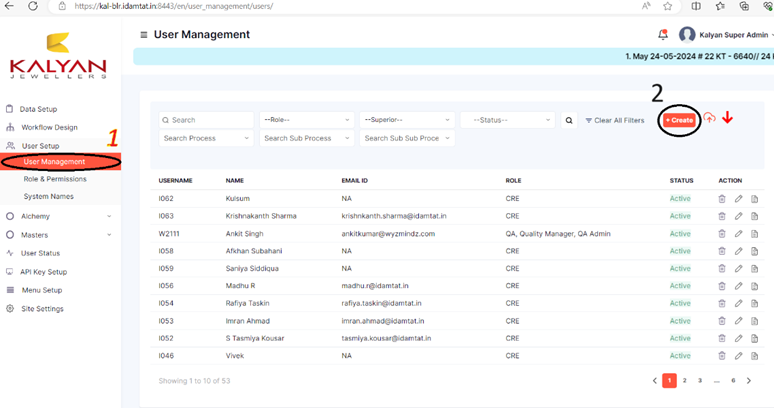 https://kal-blr.idamtat.in:8443/en/user_management/users/
KALYAN
JEWELLERS
User Management
Kalyan Super Admin
1. May 24-05-2024 # 22 KT - 6640// 24 K
Data Setup
Workflow Design
User Setup
1
User Management
Role & Permissions
System Names
Alchemy
Masters
User Status
API Key Setup
Menu Setup
Site Settings
2
Search
--Role--
--Superior--
--Status--
Clear All Filters
+ Create
Search Process
Search Sub Process
Search Sub Sub Proce
USERNAME NAME EMAIL ID ROLE STATUS ACTION
I062 Kulsum NA CRE Active
I063 Krishnakanth Sharma krishnkanth.sharma@idamtat.in CRE Active
W2111 Ankit Singh ankitkumar@wyzmindz.com QA, Quality Manager, QA Admin Active
I058 Afkhan Subahani NA CRE Active
I059 Saniya Siddiqua NA CRE Active
I056 Madhu R madhu.r@idamtat.in CRE Active
I054 Rafiya Taskin rafiya.taskin@idamtat.in CRE Active
I053 Imran Ahmad imran.ahmad@idamtat.in CRE Active
I052 S Tasmiya Kousar tasmiya.kousar@idamtat.in CRE Active
I046 Vivek NA CRE Active
Showing 1 to 10 of 53
1 2 3 ... 6